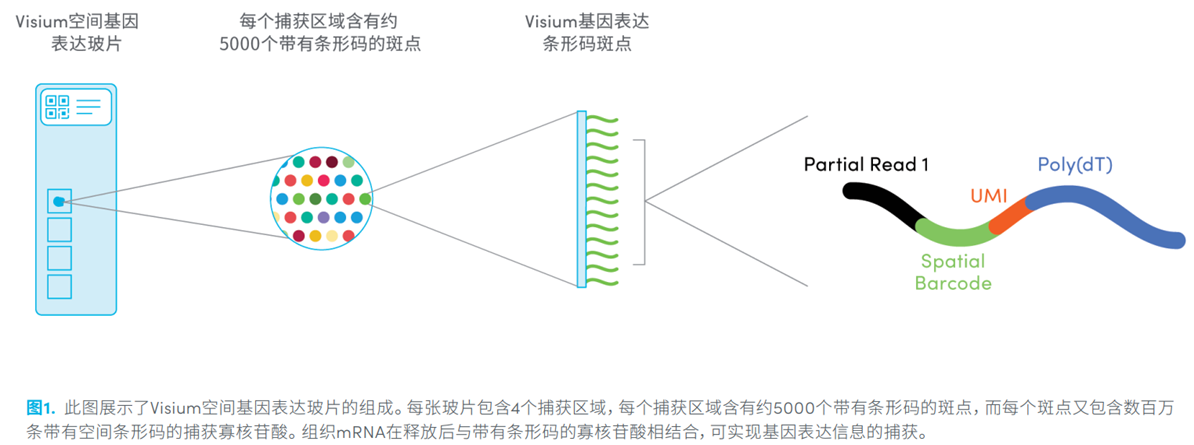 Visium空间基因
表达玻片
每个捕获区域含有约
5000个带有条形码的斑点
Visium基因表达
条形码斑点
Partial Read 1
Poly(dT)
UMI
Spatial
Barcode
图1. 此图展示了Visium空间基因表达玻片的组成。每张玻片包含4个捕获区域，每个捕获区域含有约5000个带有条形码的斑点，而每个斑点又包含数百万
条带有空间条形码的捕获寡核苷酸。组织mRNA在释放后与带有条形码的寡核苷酸相结合，可实现基因表达信息的捕获。